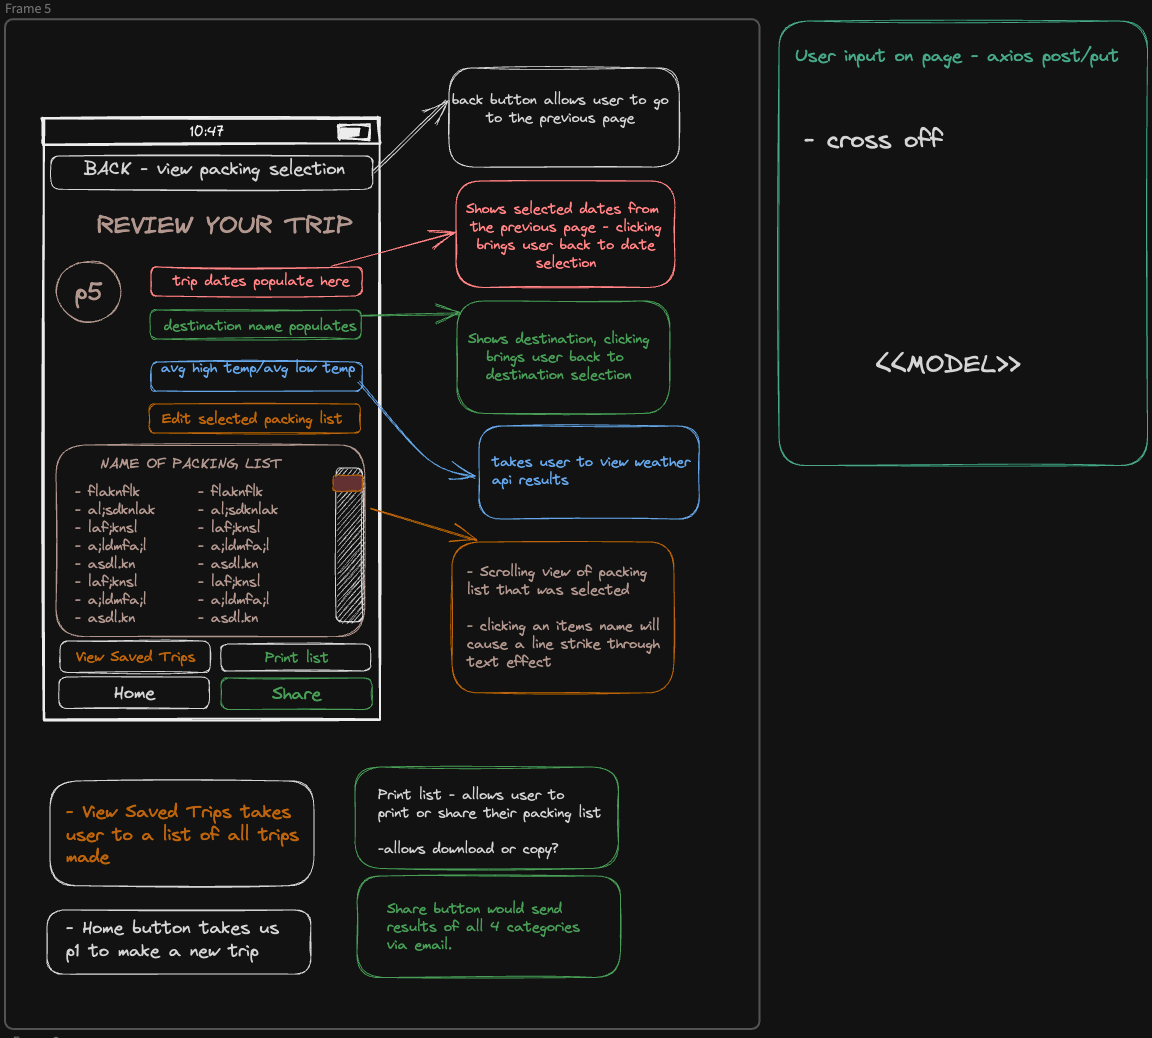 Frame 5
10:47
BACK - view packing selection
REVIEW YOUR TRIP
p5
trip dates populate here
destination name populates
avg high temp/avg low temp
Edit selected packing list
NAME OF PACKING LIST
- flaknflk - flaknflk
- al;sdknlak - al;sdknlak
- laf;knsl - laf;knsl
- a;ldmfa;l - a;ldmfa;l
- asdl.kn - asdl.kn
- laf;knsl - laf;knsl
- a;ldmfa;l - a;ldmfa;l
- asdl.kn - asdl.kn
View Saved Trips
Print list
Home
Share
back button allows user to go
to the previous page
Shows selected dates from
the previous page - clicking
brings user back to date
selection
Shows destination, clicking
brings user back to
destination selection
takes user to view weather
api results
- Scrolling view of packing
list that was selected
- clicking an items name will
cause a line strike through
text effect
- View Saved Trips takes
user to a list of all trips
made
- Home button takes us
p1 to make a new trip
Print list - allows user to
print or share their packing list
-allows download or copy?
Share button would send
results of all 4 categories
via email.
User input on page - axios post/put
- cross off
<<MODEL>>